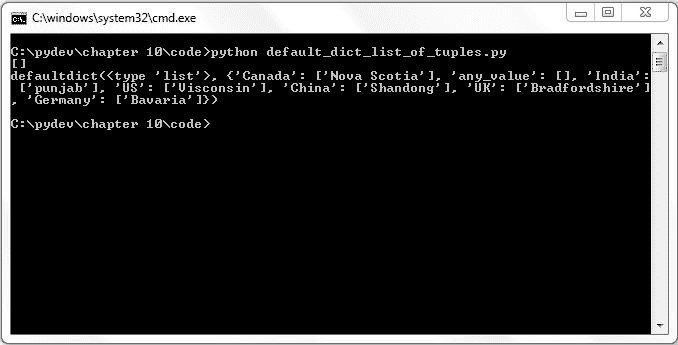 C:\windows\system32\cmd.exe
C:\pydev\chapter 10\code>python default_dict_list_of_tuples.py
[]
defaultdict(<type 'list'>, {'Canada': ['Nova Scotia'], 'any_value': [], 'India':
 ['punjab'], 'US': ['Visconsin'], 'China': ['Shandong'], 'UK': ['Bradfordshire']
, 'Germany': ['Bavaria']})
C:\pydev\chapter 10\code>